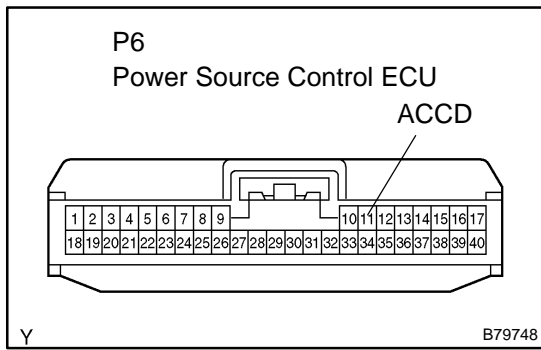 P6
Power Source Control ECU
ACCD
1 2 3 4 5 6 7 8 9 10 11 12 13 14 15 16 17
18 19 20 21 22 23 24 25 26 27 28 29 30 31 32 33 34 35 36 37 38 39 40
Y B79748